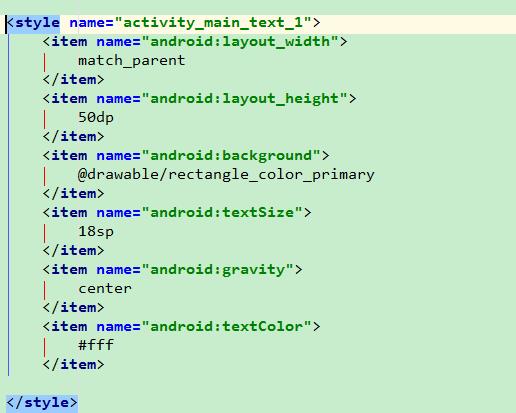 <style name="activity_main_text_1">
    <item name="android:layout_width">
        match_parent
    </item>
    <item name="android:layout_height">
        50dp
    </item>
    <item name="android:background">
        @drawable/rectangle_color_primary
    </item>
    <item name="android:textSize">
        18sp
    </item>
    <item name="android:gravity">
        center
    </item>
    <item name="android:textColor">
        #fff
    </item>

</style>